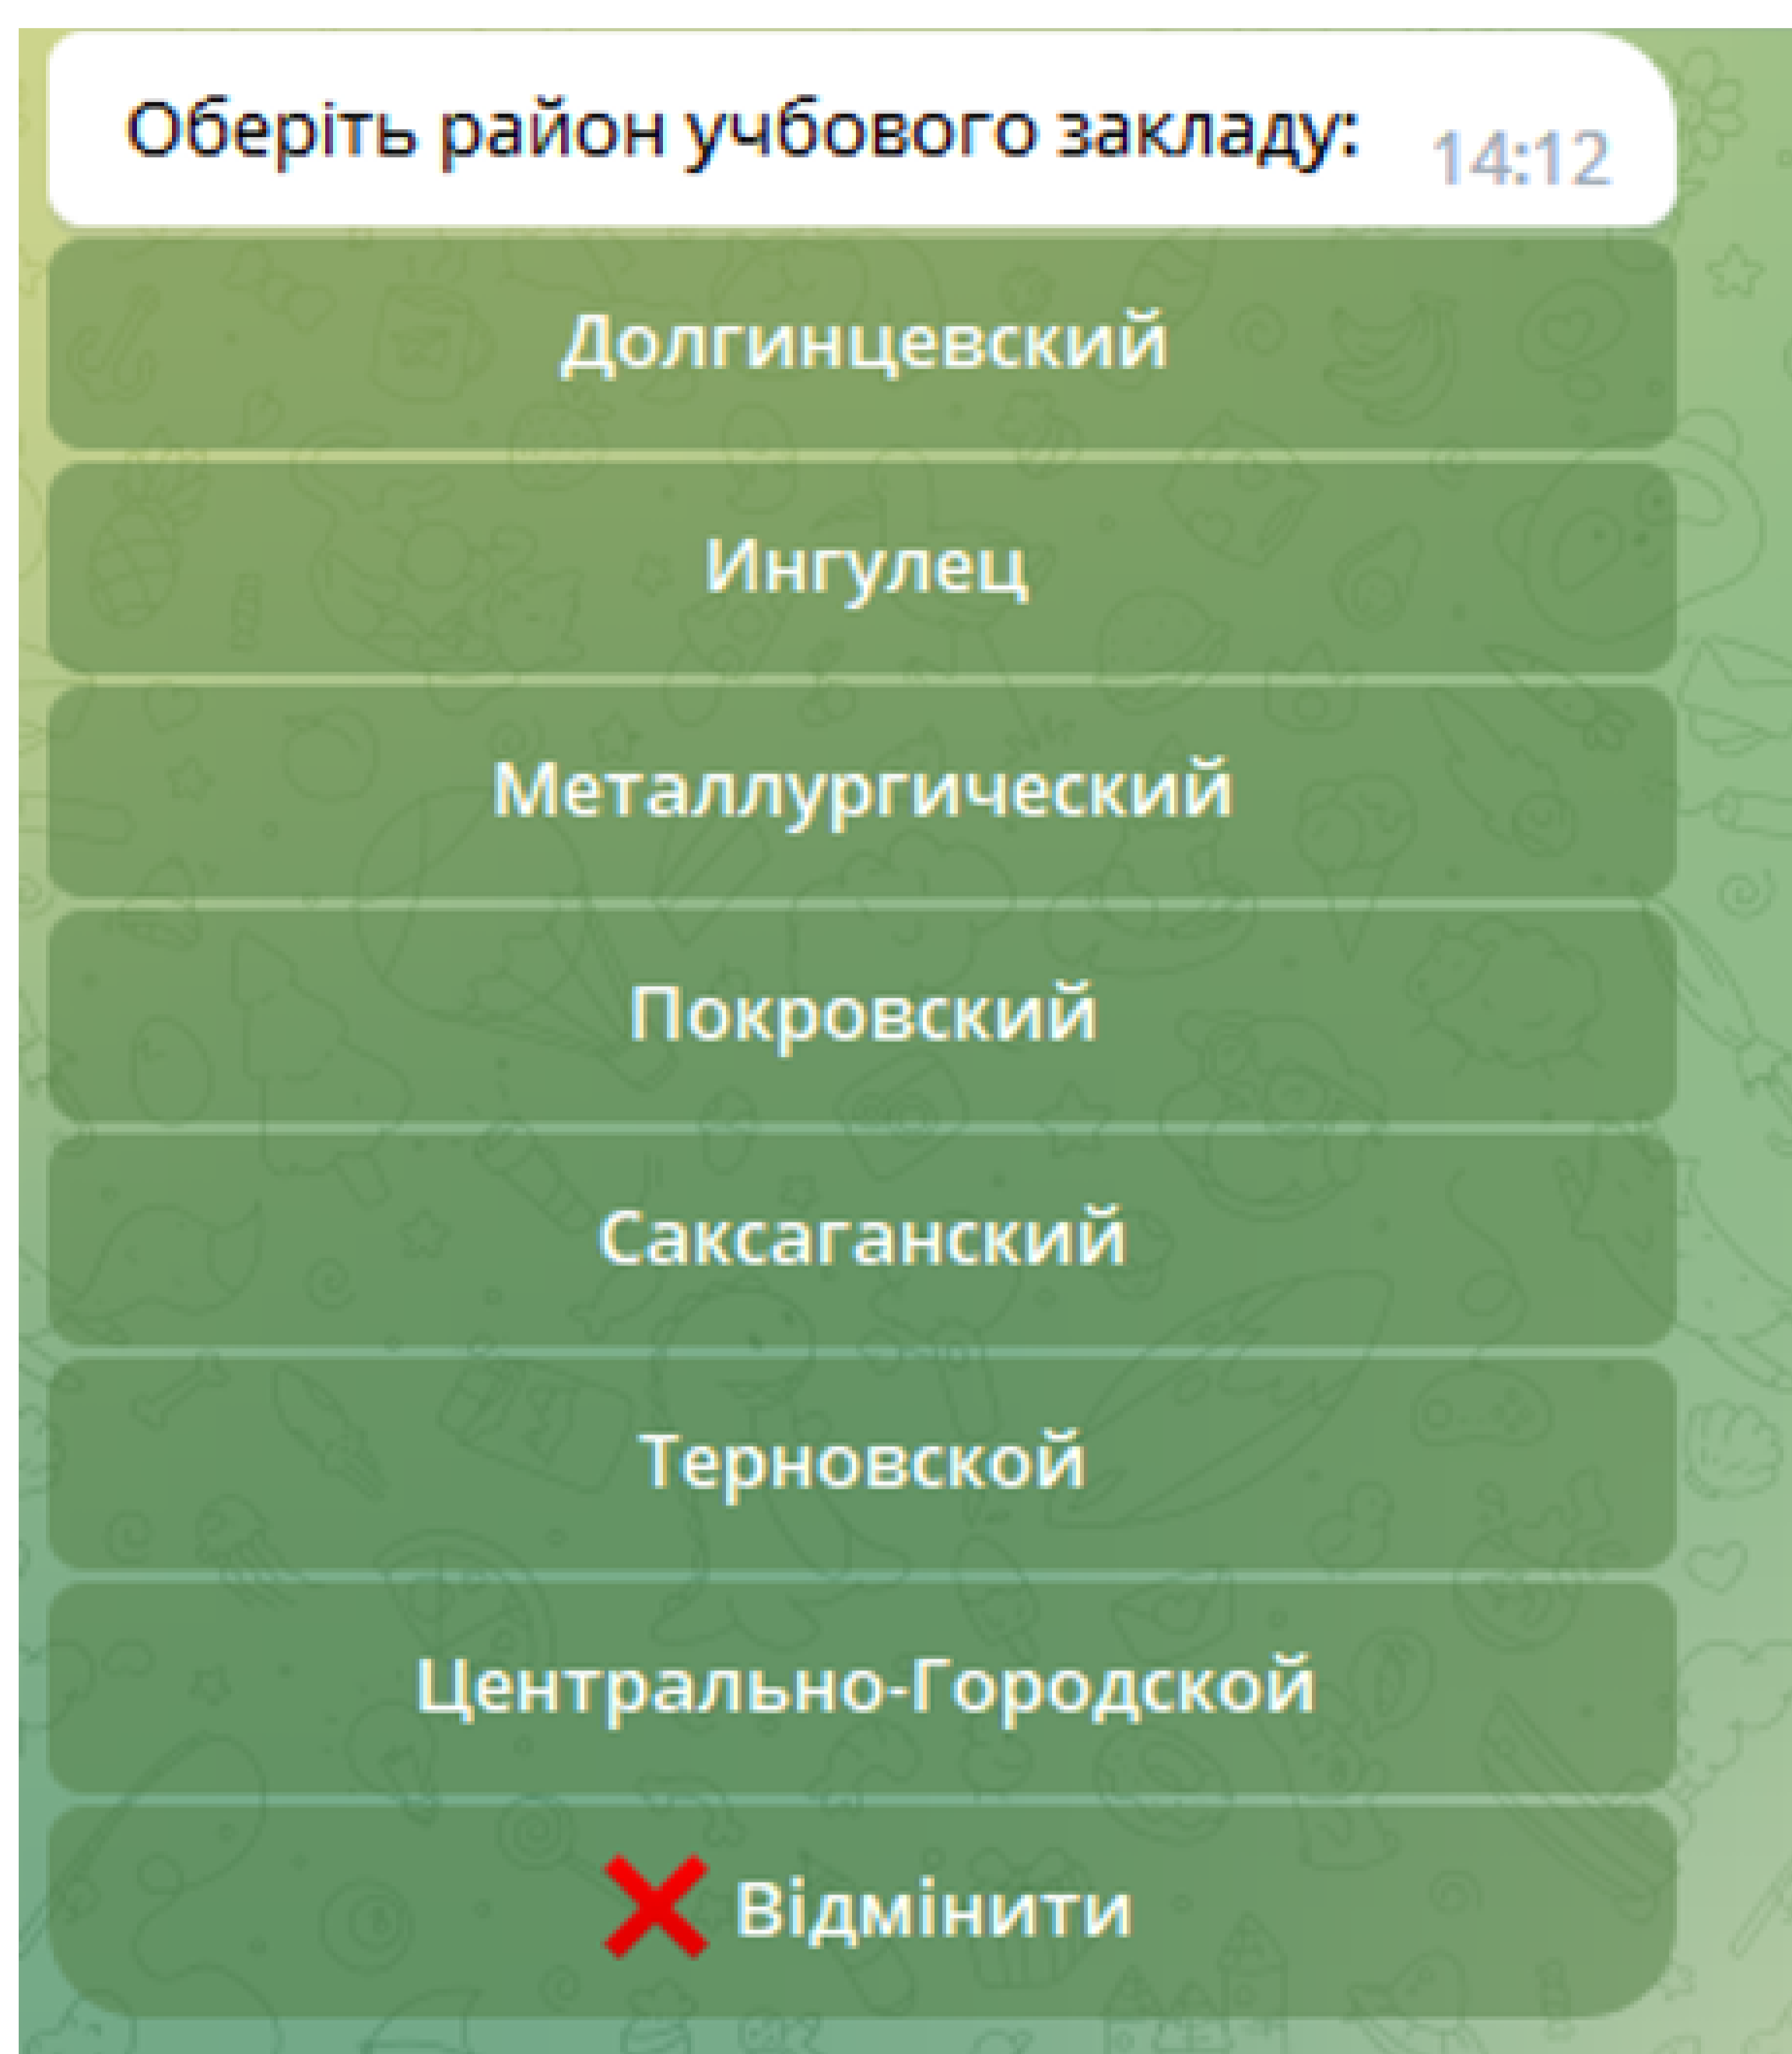 Оберіть район учбового закладу:
14:12
Долгинцевский
Ингулец
Металлургический
Покровский
Саксаганский
Терновской
Центрально-Городской
❌ Відмінити